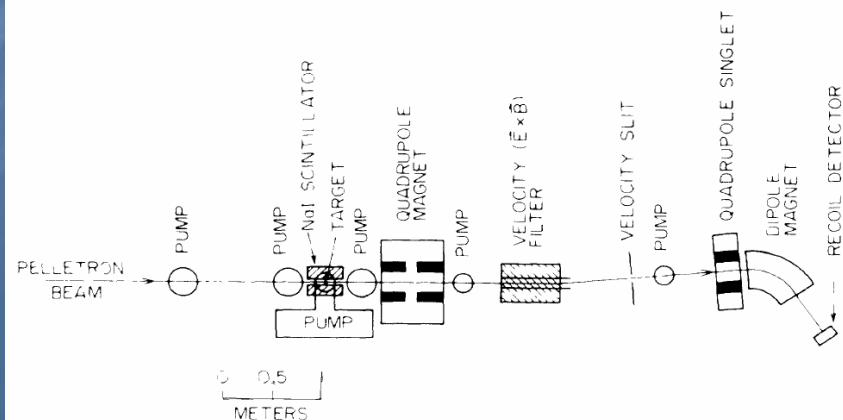 PELLETRON
BEAM
PUMP
PUMP
NaI SCINTILLATOR
TARGET
PUMP
PUMP
QUADRUPOLE
MAGNET
PUMP
VELOCITY (E×B)
FILTER
VELOCITY SLIT
PUMP
QUADRUPOLE SINGLET
DIPOLE
MAGNET
RECOIL DETECTOR
0 0.5
METERS